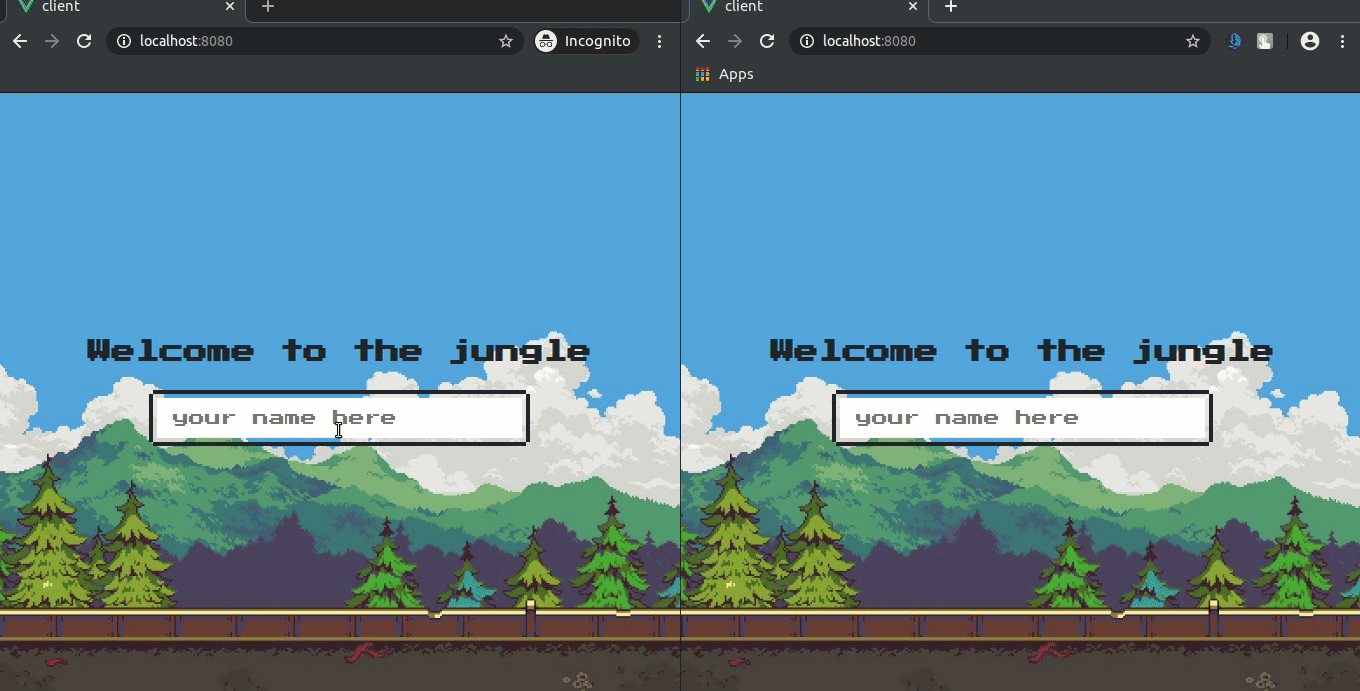 client
localhost:8080
Incognito
Welcome to the jungle
your name here
client
localhost:8080
Apps
Welcome to the jungle
your name here